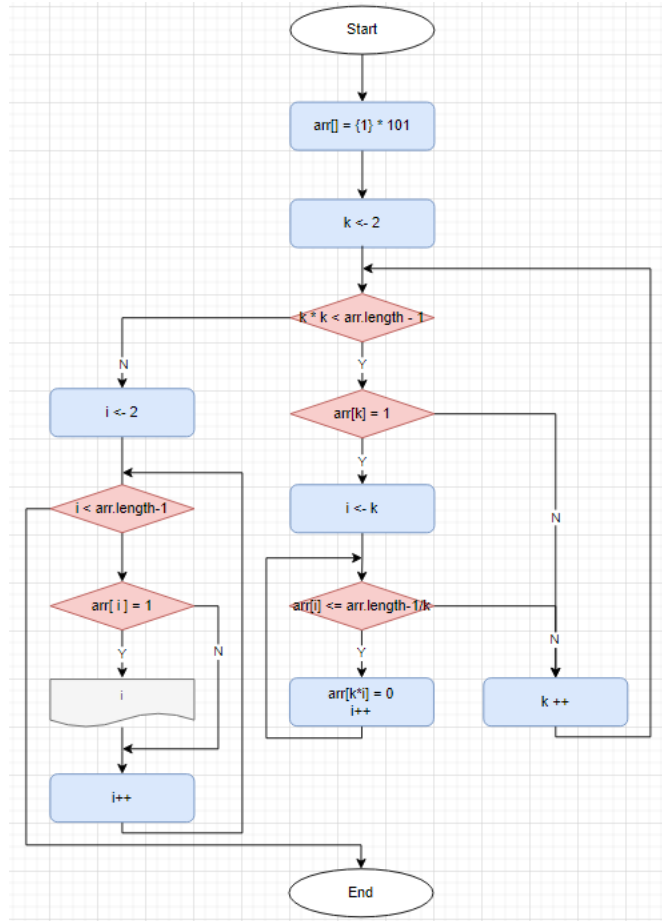 Start
arr[] = {1} * 101
k <- 2
k * k < arr.length - 1
N
Y
i <- 2
arr[k] = 1
Y
N
i < arr.length-1
i <- k
arr[ i ] = 1
arr[i] <= arr.length-1/k
Y
N
Y
N
i
arr[k*i] = 0
i++
k ++
i++
End